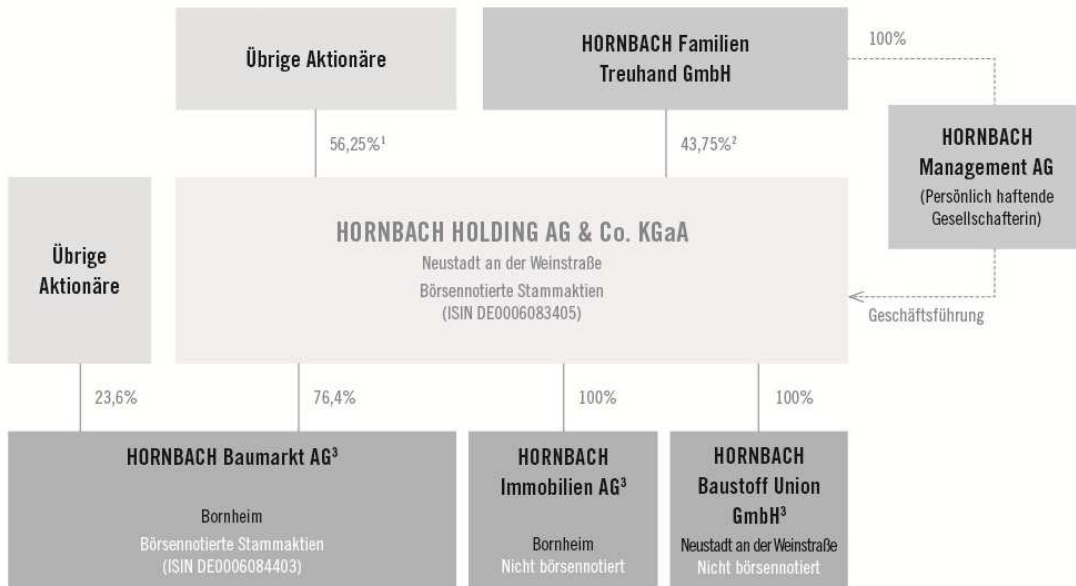 Übrige Aktionäre
HORNBACH Familien
Treuhand GmbH
100%
56,25%¹
43,75%²
HORNBACH
Management AG
(Persönlich haftende
Gesellschafterin)
Übrige
Aktionäre
HORNBACH HOLDING AG & Co. KGaA
Neustadt an der Weinstraße
Börsennotierte Stammaktien
(ISIN DE0006083405)
Geschäftsführung
23,6%
76,4%
100%
100%
HORNBACH Baumarkt AG³
Bornheim
Börsennotierte Stammaktien
(ISIN DE0006084403)
HORNBACH
Immobilien AG³
Bornheim
Nicht börsennotiert
HORNBACH
Baustoff Union
GmbH³
Neustadt an der Weinstraße
Nicht börsennotiert